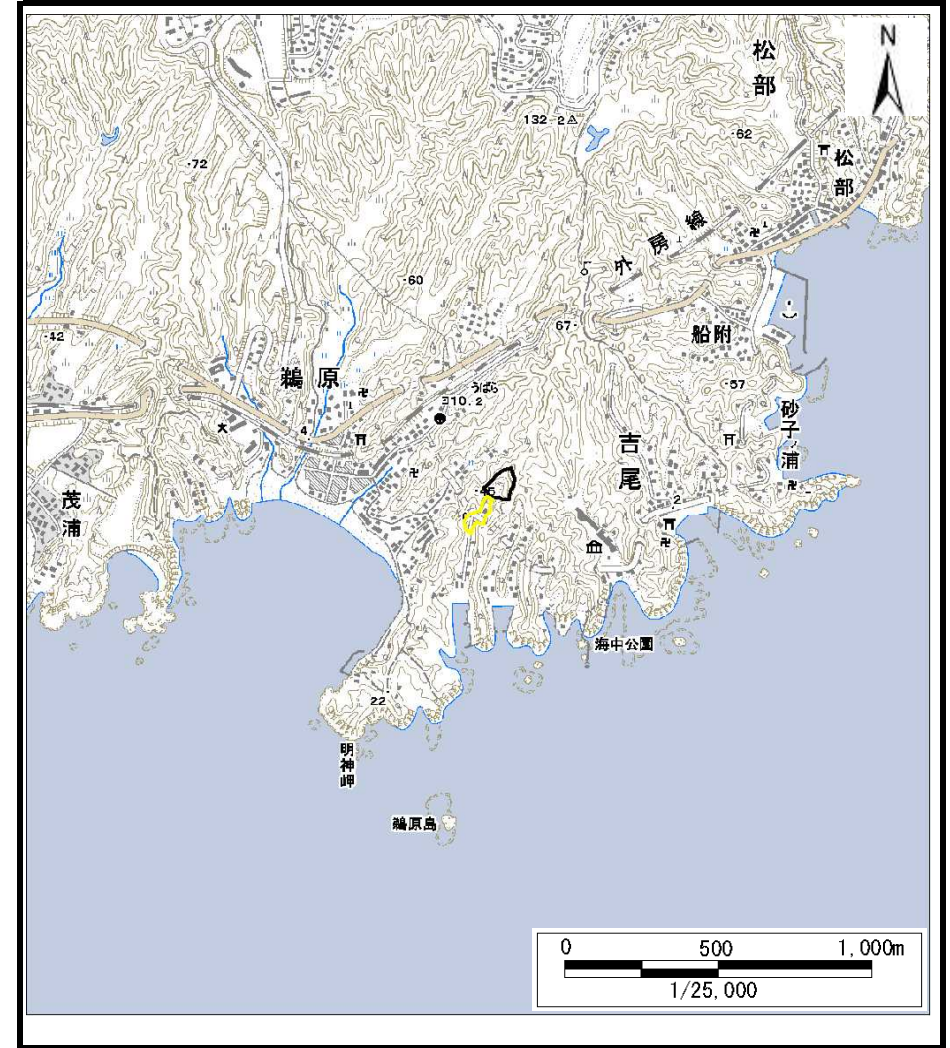 N
松部
132.2
62
松部
72
外房線
60
67
42
船附
鵜原
うばら
10.2
57
4
砂子ノ浦
吉尾
45
2
茂浦
海中公園
22
明神岬
鵜原島
0 500 1,000m
1/25,000